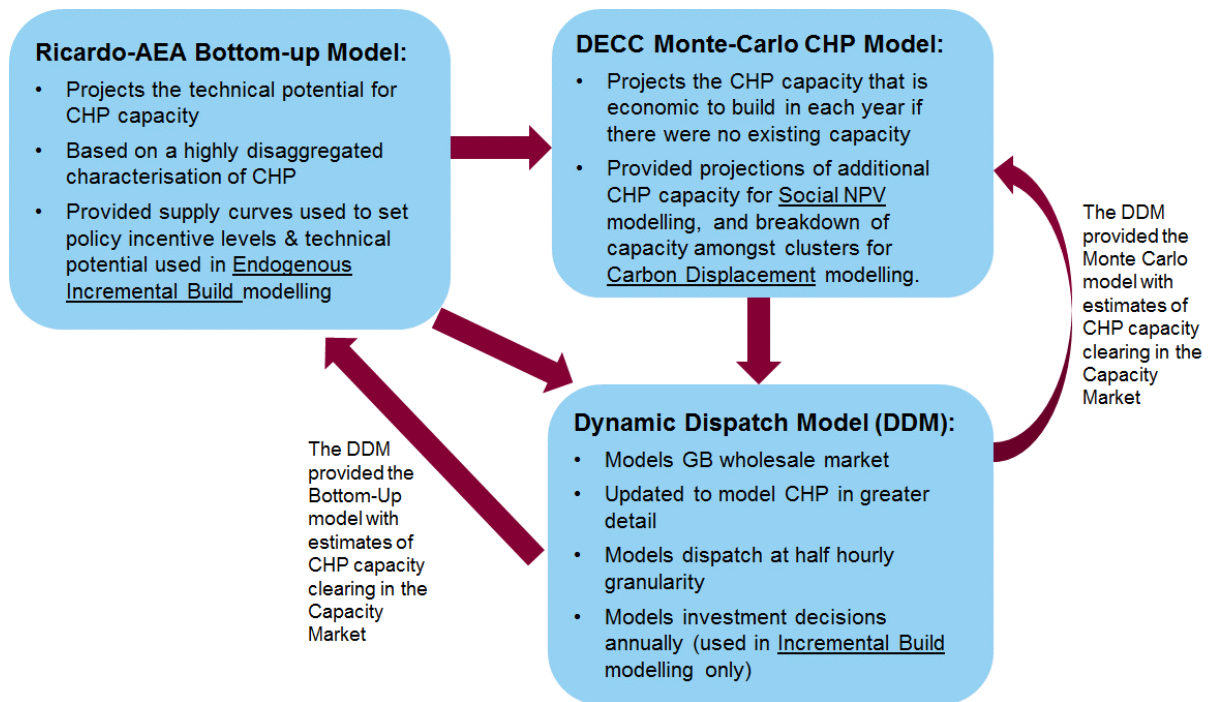 Ricardo-AEA Bottom-up Model:
• Projects the technical potential for
CHP capacity
• Based on a highly disaggregated
characterisation of CHP
• Provided supply curves used to set
policy incentive levels & technical
potential used in Endogenous
Incremental Build modelling
DECC Monte-Carlo CHP Model:
• Projects the CHP capacity that is
economic to build in each year if
there were no existing capacity
• Provided projections of additional
CHP capacity for Social NPV
modelling, and breakdown of
capacity amongst clusters for
Carbon Displacement modelling.
The DDM
provided the
Monte Carlo
model with
estimates of
CHP capacity
clearing in the
Capacity
Market
The DDM
provided the
Bottom-Up
model with
estimates of
CHP capacity
clearing in the
Capacity
Market
Dynamic Dispatch Model (DDM):
• Models GB wholesale market
• Updated to model CHP in greater
detail
• Models dispatch at half hourly
granularity
• Models investment decisions
annually (used in Incremental Build
modelling only)